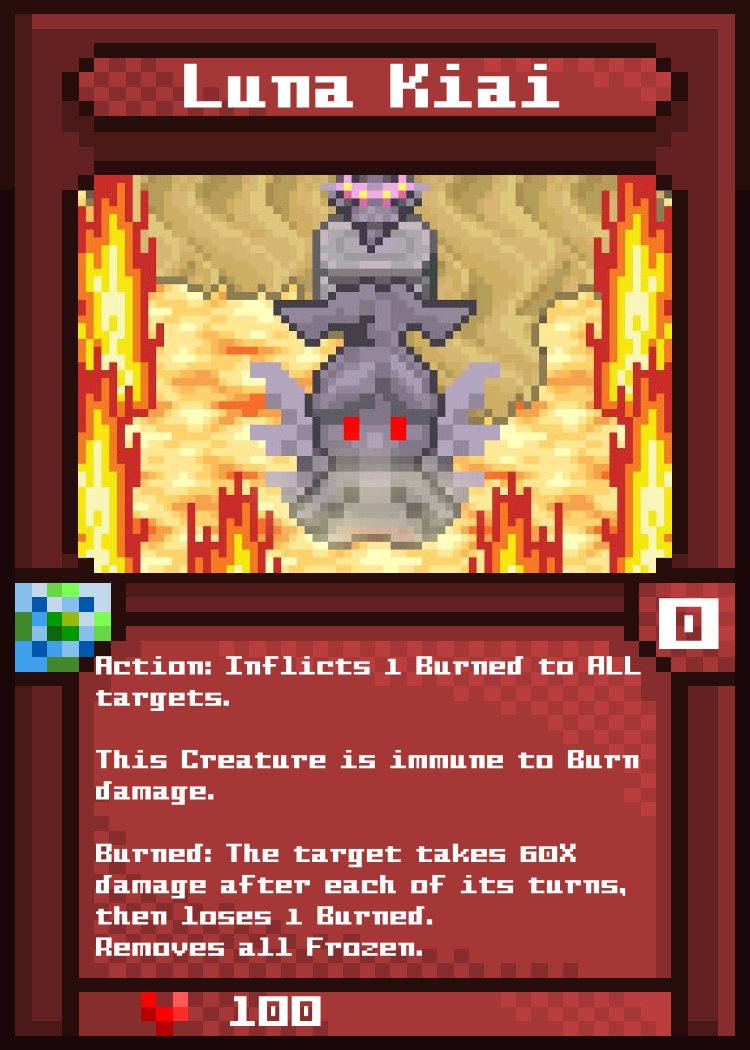 Luna Kiai
0
Action: Inflicts 1 Burned to ALL
targets.
This Creature is immune to Burn
damage.
Burned: The target takes 60X
damage after each of its turns,
then loses 1 Burned.
Removes all Frozen.
100